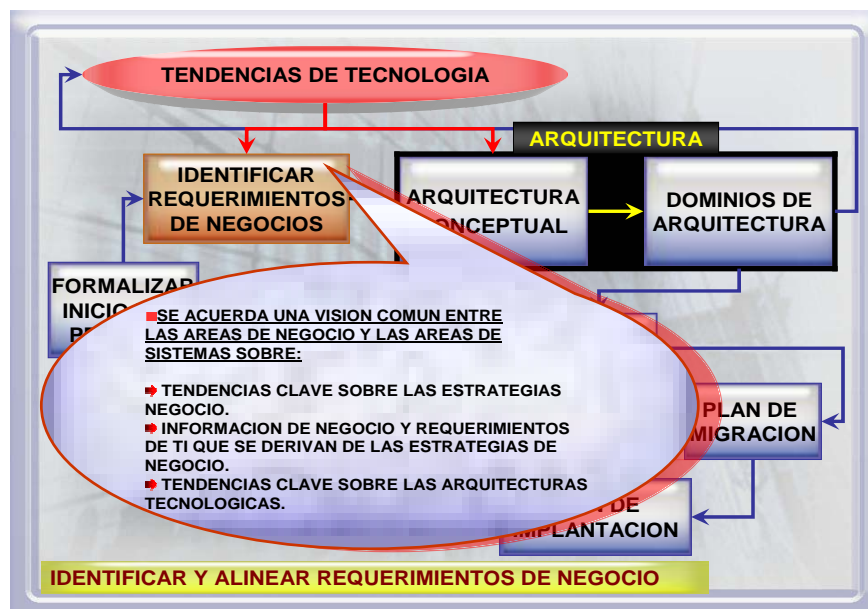 TENDENCIAS DE TECNOLOGIA
ARQUITECTURA
IDENTIFICAR
REQUERIMIENTOS
DE NEGOCIOS
ARQUITECTURA
CONCEPTUAL
DOMINIOS DE
ARQUITECTURA
FORMALIZAR
INICIO
SE ACUERDA UNA VISION COMUN ENTRE
LAS AREAS DE NEGOCIO Y LAS AREAS DE
SISTEMAS SOBRE:
TENDENCIAS CLAVE SOBRE LAS ESTRATEGIAS
NEGOCIO.
INFORMACION DE NEGOCIO Y REQUERIMIENTOS
DE TI QUE SE DERIVAN DE LAS ESTRATEGIAS DE
NEGOCIO.
TENDENCIAS CLAVE SOBRE LAS ARQUITECTURAS
TECNOLOGICAS.
PLAN DE
MIGRACION
DE
IMPLANTACION
IDENTIFICAR Y ALINEAR REQUERIMIENTOS DE NEGOCIO